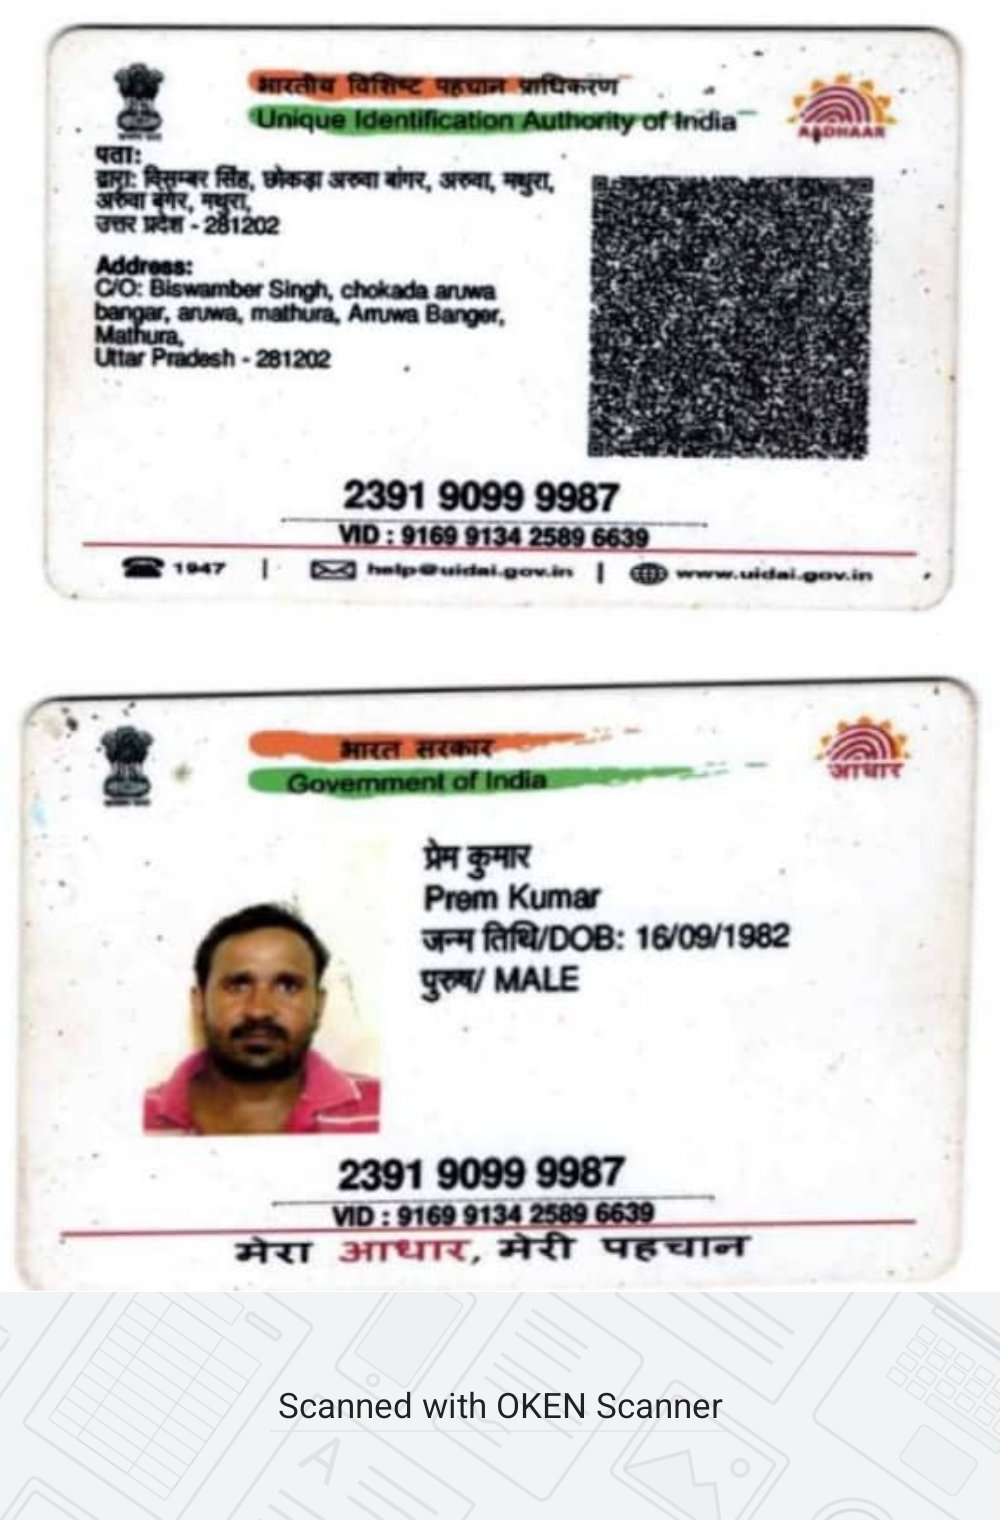 भारतीय विशिष्ट पहचान प्राधिकरण
Unique Identification Authority of India
AADHAAR
पता:
द्वारा: विसम्बर सिंह, छोकड़ा अरुवा बांगर, अरुवा, मथुरा,
अरुवा बंगर, मथुरा,
उत्तर प्रदेश - 281202
Address:
C/O: Biswamber Singh, chokada aruwa
bangar, aruwa, mathura, Arruwa Banger,
Mathura,
Uttar Pradesh - 281202
2391 9099 9987
VID : 9169 9134 2589 6639
1947 | help@uidai.gov.in | www.uidai.gov.in
भारत सरकार
Government of India
आधार
प्रेम कुमार
Prem Kumar
जन्म तिथि/DOB: 16/09/1982
पुरुष/ MALE
2391 9099 9987
VID : 9169 9134 2589 6639
मेरा आधार, मेरी पहचान
Scanned with OKEN Scanner